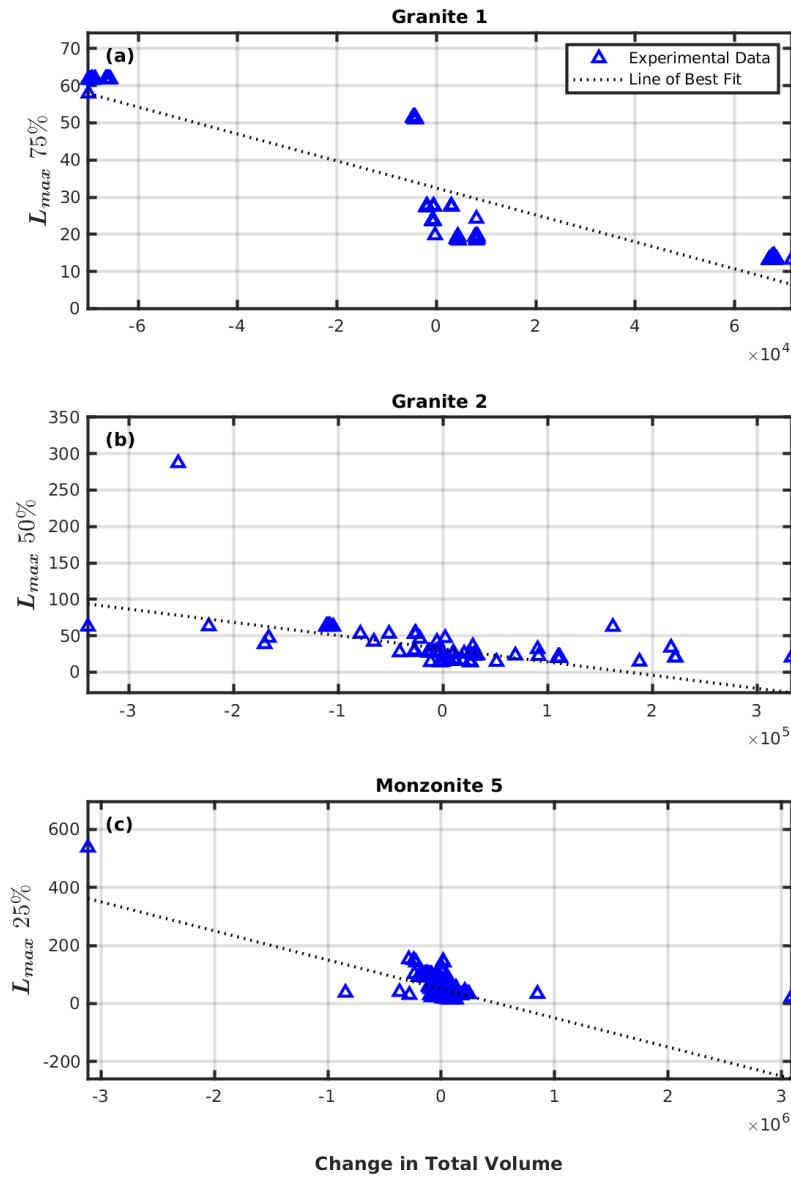 Granite 1
(a)
Experimental Data
Line of Best Fit
L_max 75%
70
60
50
40
30
20
10
0
-6 -4 -2 0 2 4 6
×10^4
Granite 2
(b)
L_max 50%
350
300
250
200
150
100
50
0
-3 -2 -1 0 1 2 3
×10^5
Monzonite 5
(c)
L_max 25%
600
400
200
0
-200
-3 -2 -1 0 1 2 3
×10^6
Change in Total Volume